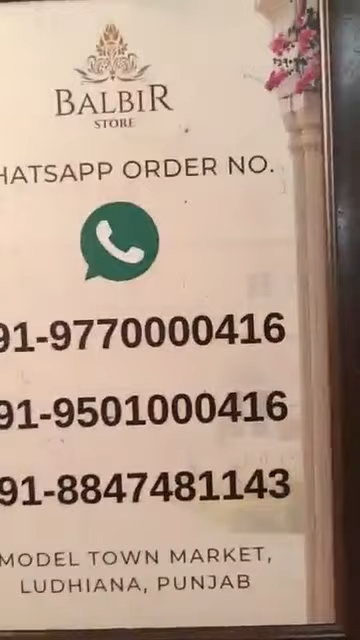 BALBIR
STORE
HATSAPP ORDER NO.
91-9770000416
91-9501000416
91-8847481143
MODEL TOWN MARKET,
LUDHIANA, PUNJAB